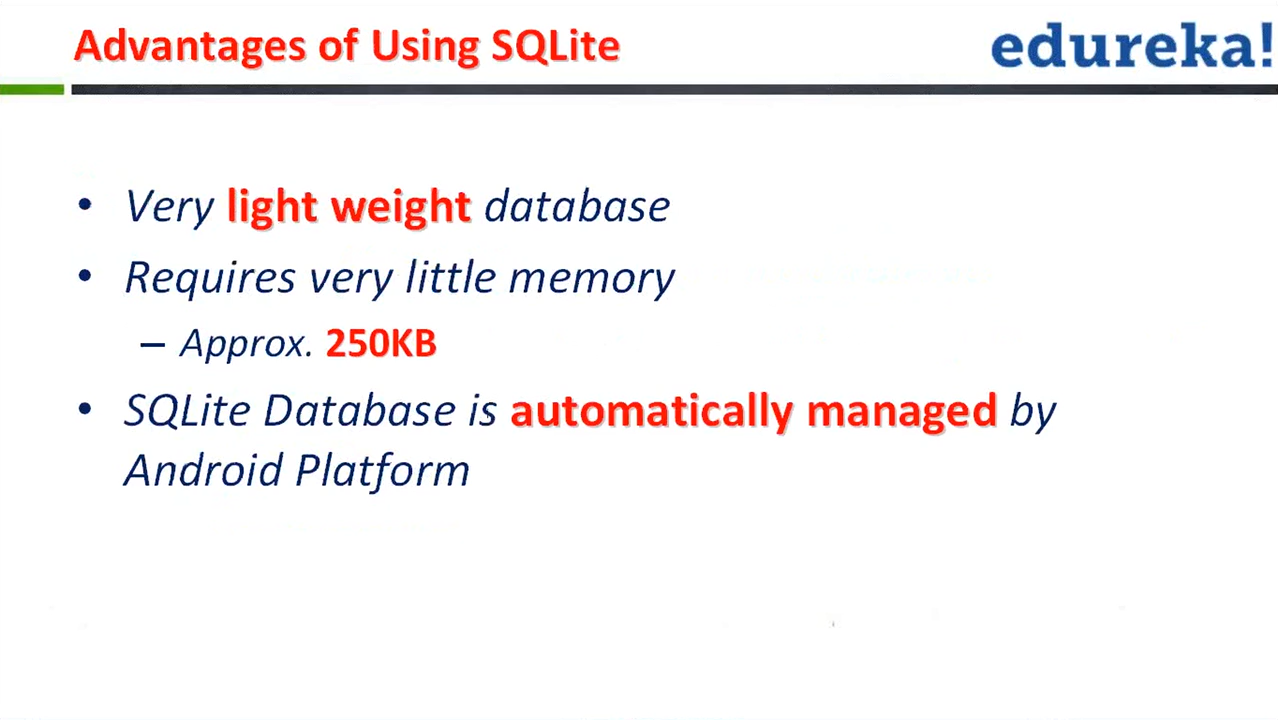 Advantages of Using SQLite
edureka!
• Very light weight database
• Requires very little memory
– Approx. 250KB
• SQLite Database is automatically managed by
Android Platform